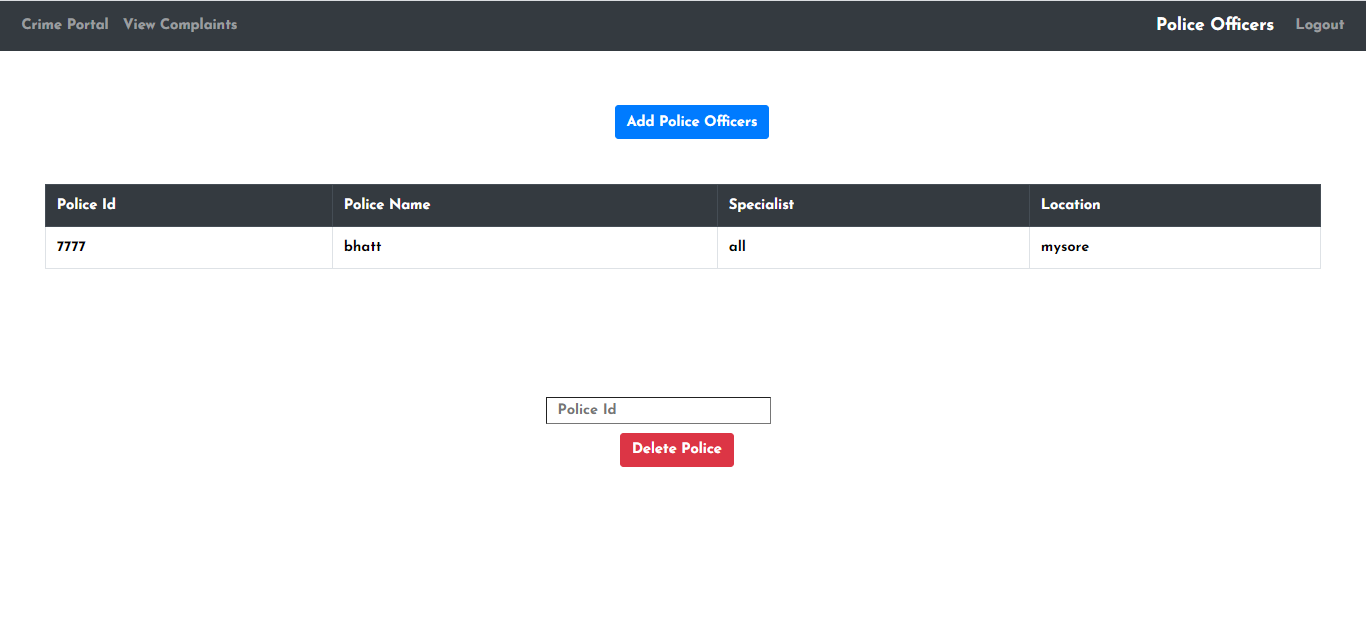 Crime Portal View Complaints Police Officers Logout
Add Police Officers
Police Id Police Name Specialist Location
7777 bhatt all mysore
Police Id
Delete Police